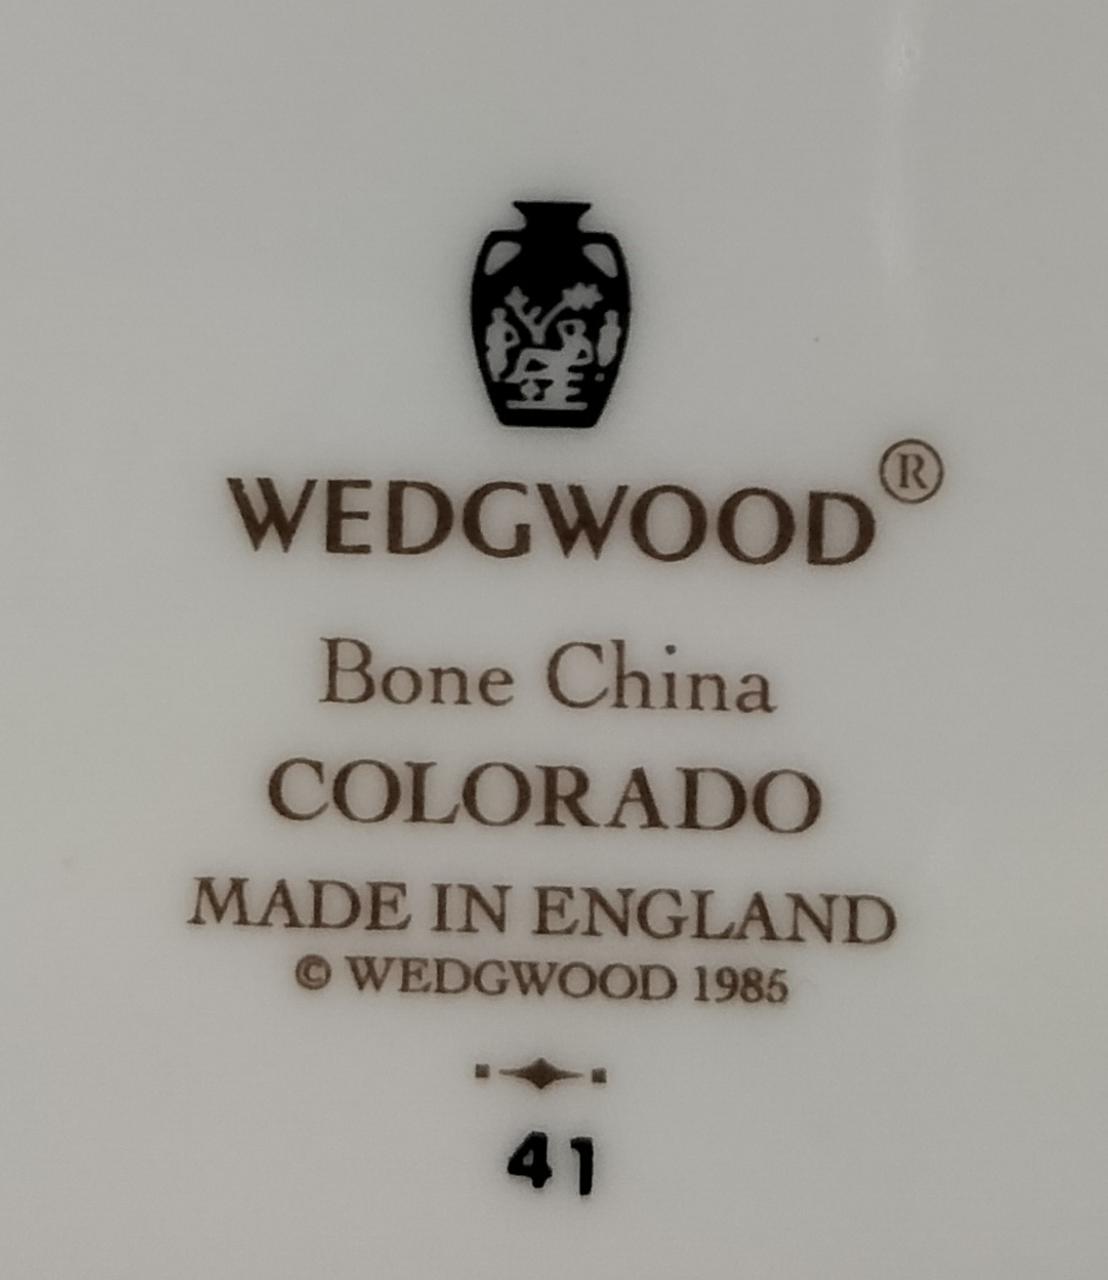 WEDGWOOD®
Bone China
COLORADO
MADE IN ENGLAND
© WEDGWOOD 1985
41